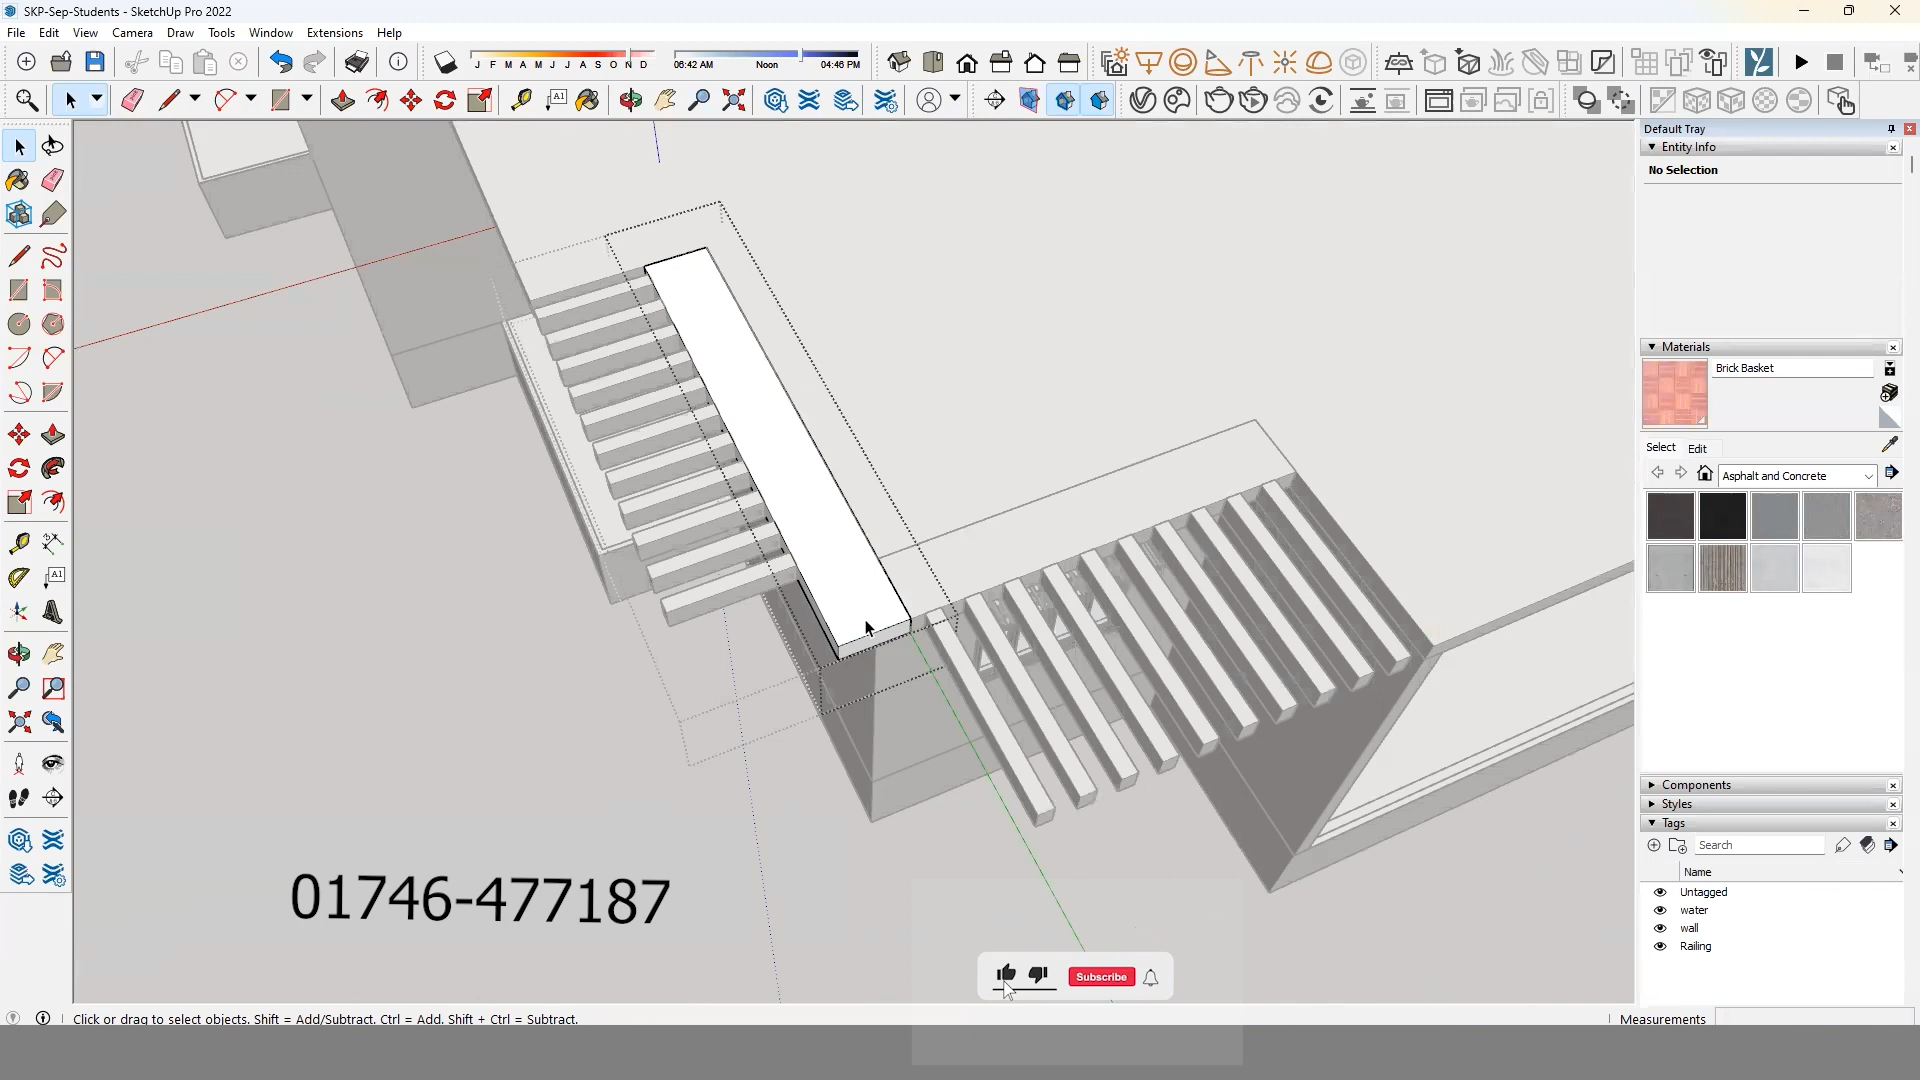 SKP-Sep-Students - SketchUp Pro 2022
File Edit View Camera Draw Tools Window Extensions Help
J F M A M J J A S O N D
06:42 AM Noon 04:46 PM
Default Tray
Entity Info
No Selection
Materials
Brick Basket
Select Edit
Asphalt and Concrete
Components
Styles
Tags
Search
Name
Untagged
water
wall
Railing
01746-477187
Subscribe
Click or drag to select objects. Shift = Add/Subtract. Ctrl = Add. Shift + Ctrl = Subtract.
Measurements